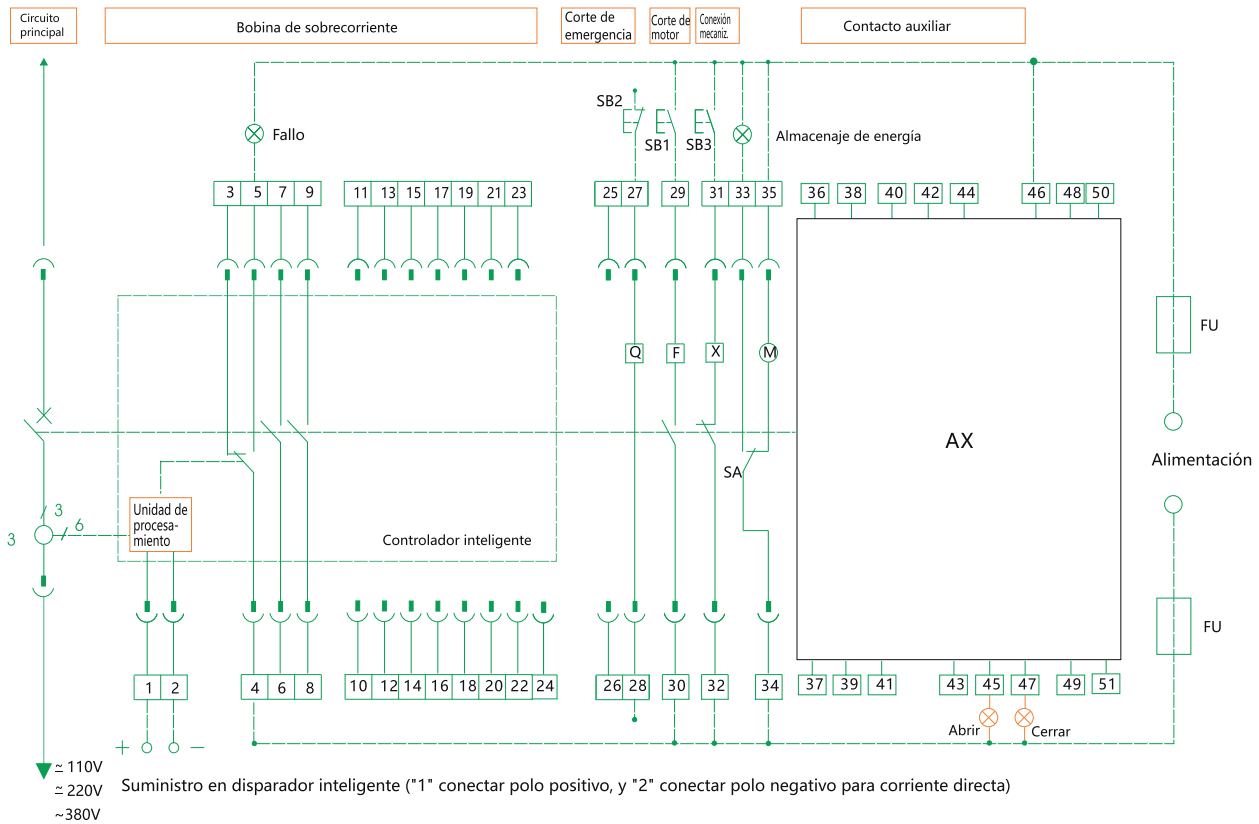 Circuito
principal
Bobina de sobrecorriente
Corte de
emergencia
Corte de
motor
Conexión
mecaniz.
Contacto auxiliar
SB2
SB1
SB3
Fallo
Almacenaje de energía
3 5 7 9
11 13 15 17 19 21 23
25 27
29
31 33 35
36 38 40 42 44 46 48 50
FU
Q
F
X
M
AX
Alimentación
SA
Unidad de
procesa-
miento
Controlador inteligente
3
6
3
FU
1 2
4 6 8
10 12 14 16 18 20 22 24
26 28
30
32
34
37 39 41 43 45 47 49 51
Abrir
Cerrar
+ −
≃ 110V
≃ 220V
~380V
Suministro en disparador inteligente ("1" conectar polo positivo, y "2" conectar polo negativo para corriente directa)